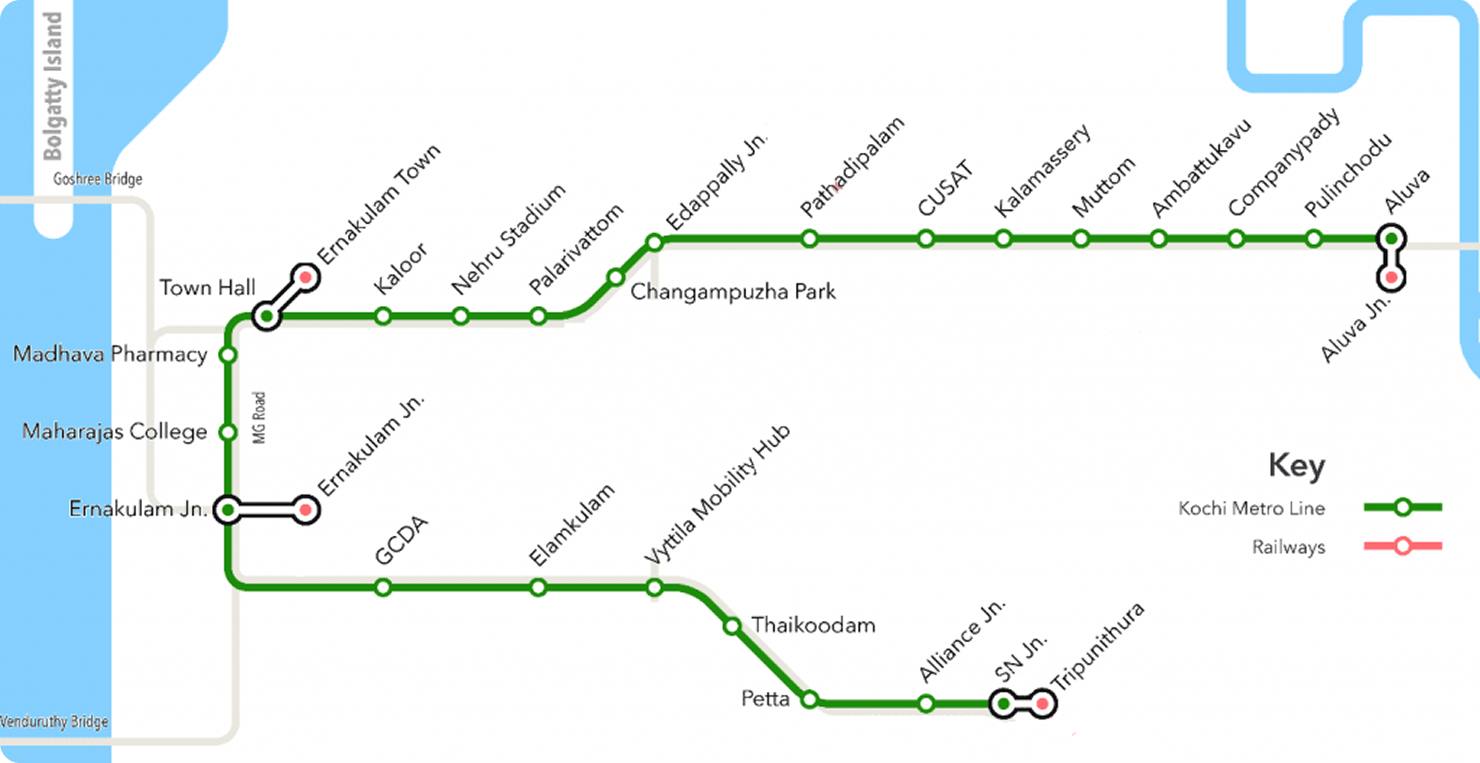 Bolgatty Island
Goshree Bridge
Town Hall
Ernakulam Town
Kaloor
Nehru Stadium
Palarivattom
Changampuzha Park
Edappally Jn.
Pathadipalam
CUSAT
Kalamassery
Muttom
Ambattukavu
Companypady
Pulinchodu
Aluva
Aluva Jn.
Madhava Pharmacy
MG Road
Maharajas College
Ernakulam Jn.
Ernakulam Jn.
GCDA
Elamkulam
Vyttila Mobility Hub
Thaikoodam
Petta
Alliance Jn.
SN Jn.
Tripunithura
Key
Kochi Metro Line
Railways
Venduruthy Bridge